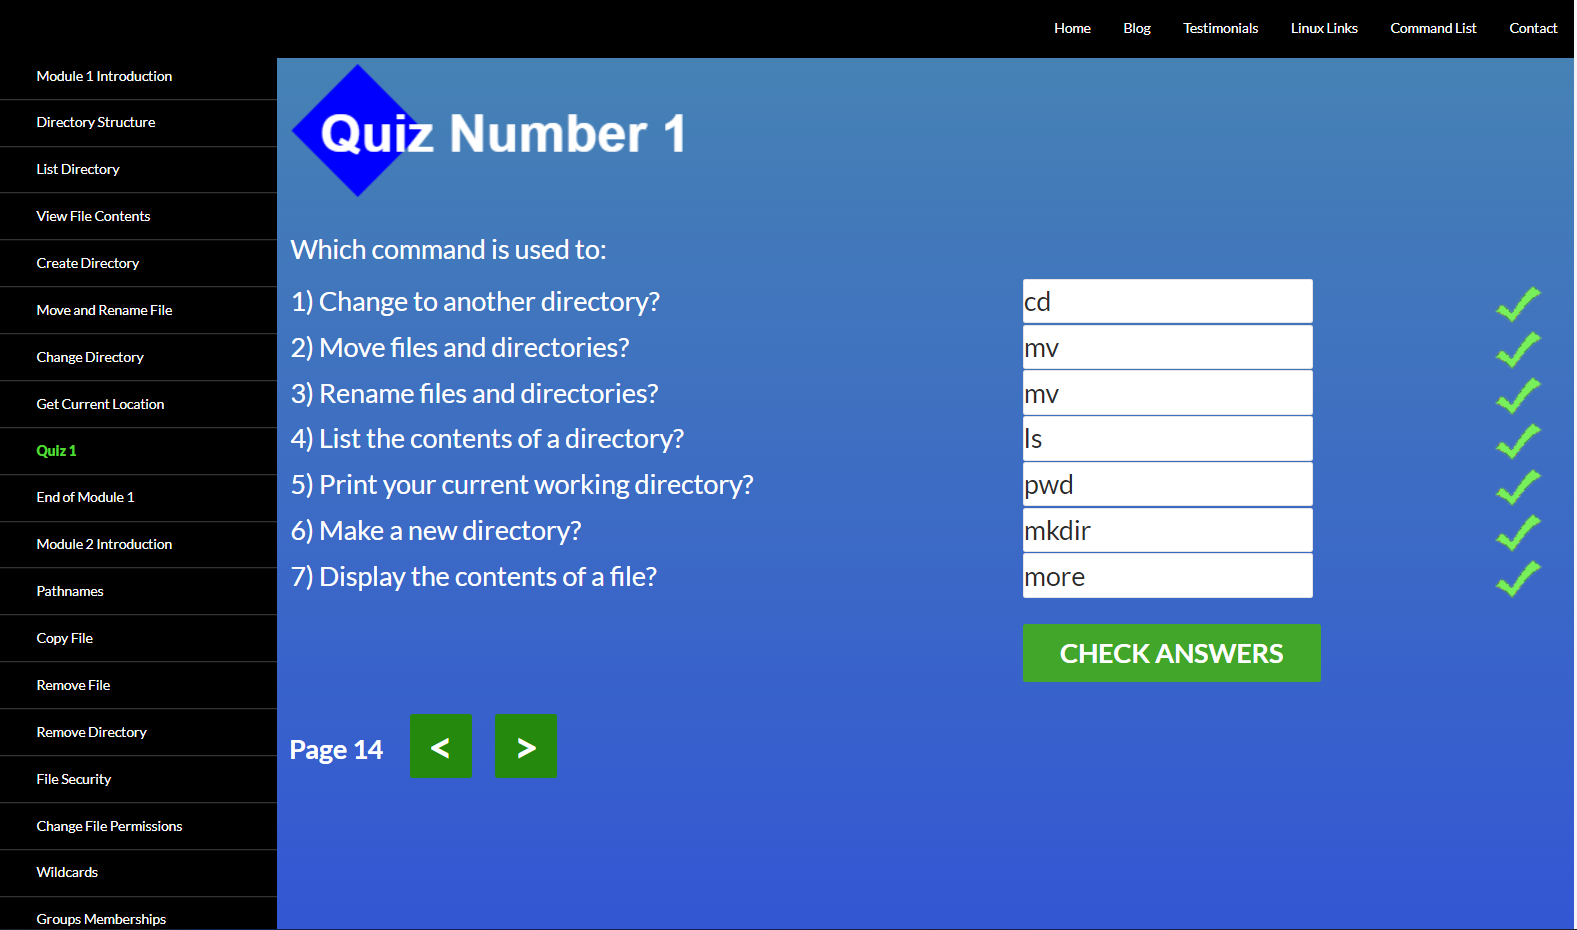 Home Blog Testimonials Linux Links Command List Contact
Module 1 Introduction
Directory Structure
List Directory
View File Contents
Create Directory
Move and Rename File
Change Directory
Get Current Location
Quiz 1
End of Module 1
Module 2 Introduction
Pathnames
Copy File
Remove File
Remove Directory
File Security
Change File Permissions
Wildcards
Groups Memberships
Quiz Number 1
Which command is used to:
1) Change to another directory? cd
2) Move files and directories? mv
3) Rename files and directories? mv
4) List the contents of a directory? ls
5) Print your current working directory? pwd
6) Make a new directory? mkdir
7) Display the contents of a file? more
CHECK ANSWERS
Page 14 < >